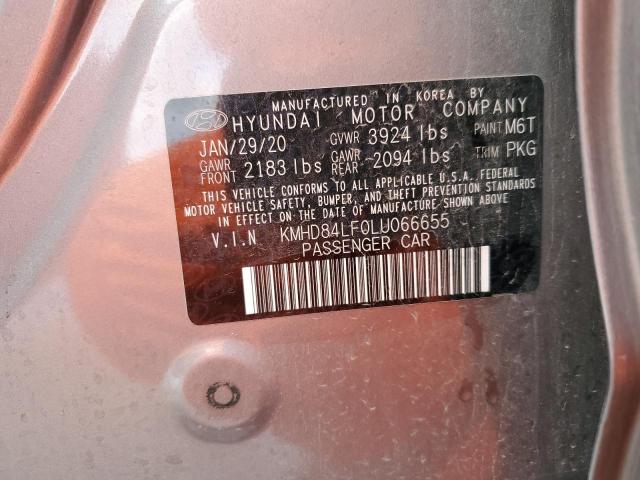 MANUFACTURED IN KOREA BY
HYUNDAI MOTOR COMPANY
JAN/29/20 GVWR 3924 lbs PAINT M6T
GAWR FRONT 2183 lbs GAWR REAR 2094 lbs TRIM PKG
THIS VEHICLE CONFORMS TO ALL APPLICABLE U.S.A. FEDERAL
MOTOR VEHICLE SAFETY, BUMPER, AND THEFT PREVENTION STANDARDS
IN EFFECT ON THE DATE OF MANUFACTURE SHOWN ABOVE.
V.I.N KMHD84LF0LU066655
PASSENGER CAR